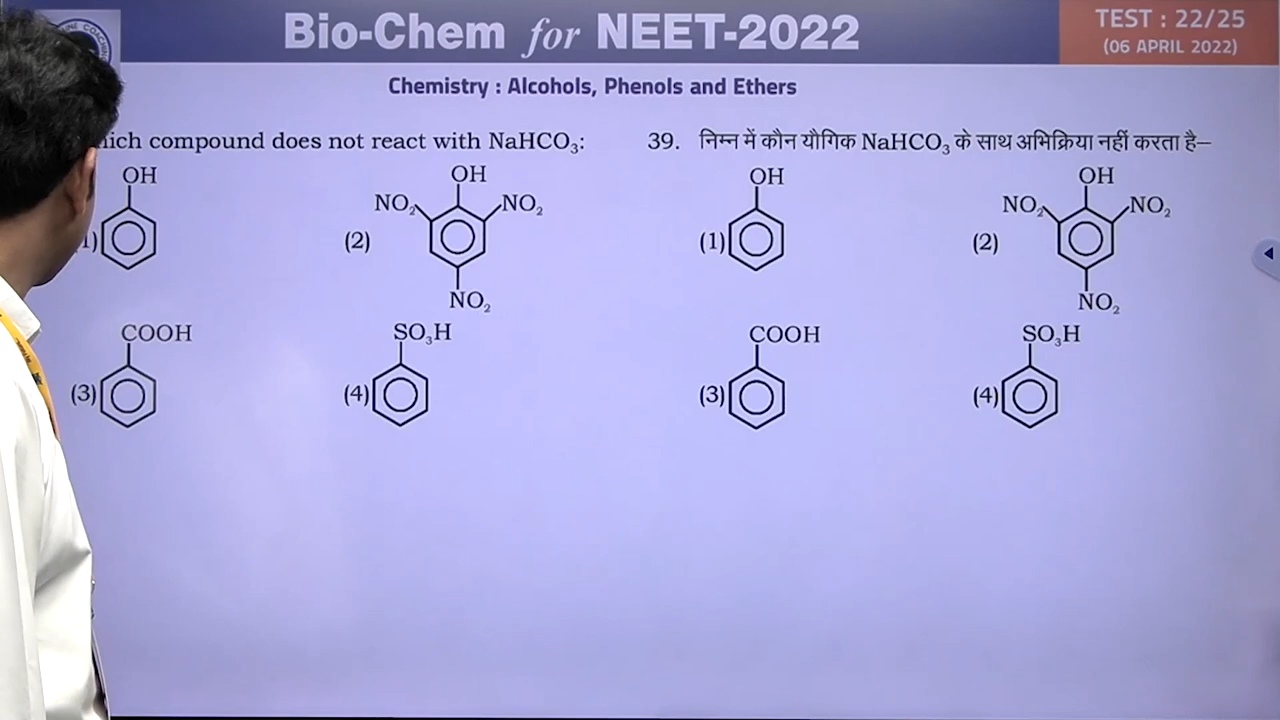 Bio-Chem for NEET-2022
TEST : 22/25
(06 APRIL 2022)
Chemistry : Alcohols, Phenols and Ethers
compound does not react with NaHCO₃:
OH
OH
NO₂
NO₂
(2)
NO₂
COOH
(3)
SO₃H
(4)
39. निम्न में कौन यौगिक NaHCO₃ के साथ अभिक्रिया नहीं करता है–
OH
(1)
OH
NO₂
NO₂
(2)
NO₂
COOH
(3)
SO₃H
(4)